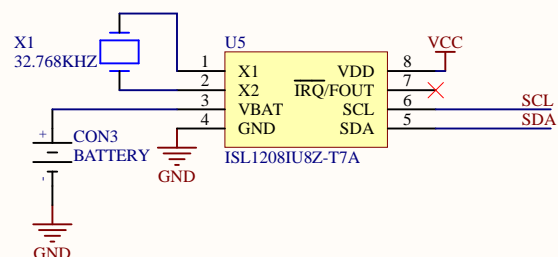 X1
32.768KHZ
U5
VCC
1 X1 VDD 8
2 X2 IRQ/FOUT 7
3 VBAT SCL 6 SCL
4 GND SDA 5 SDA
+ CON3
BATTERY
-
GND
ISL1208IU8Z-T7A
GND